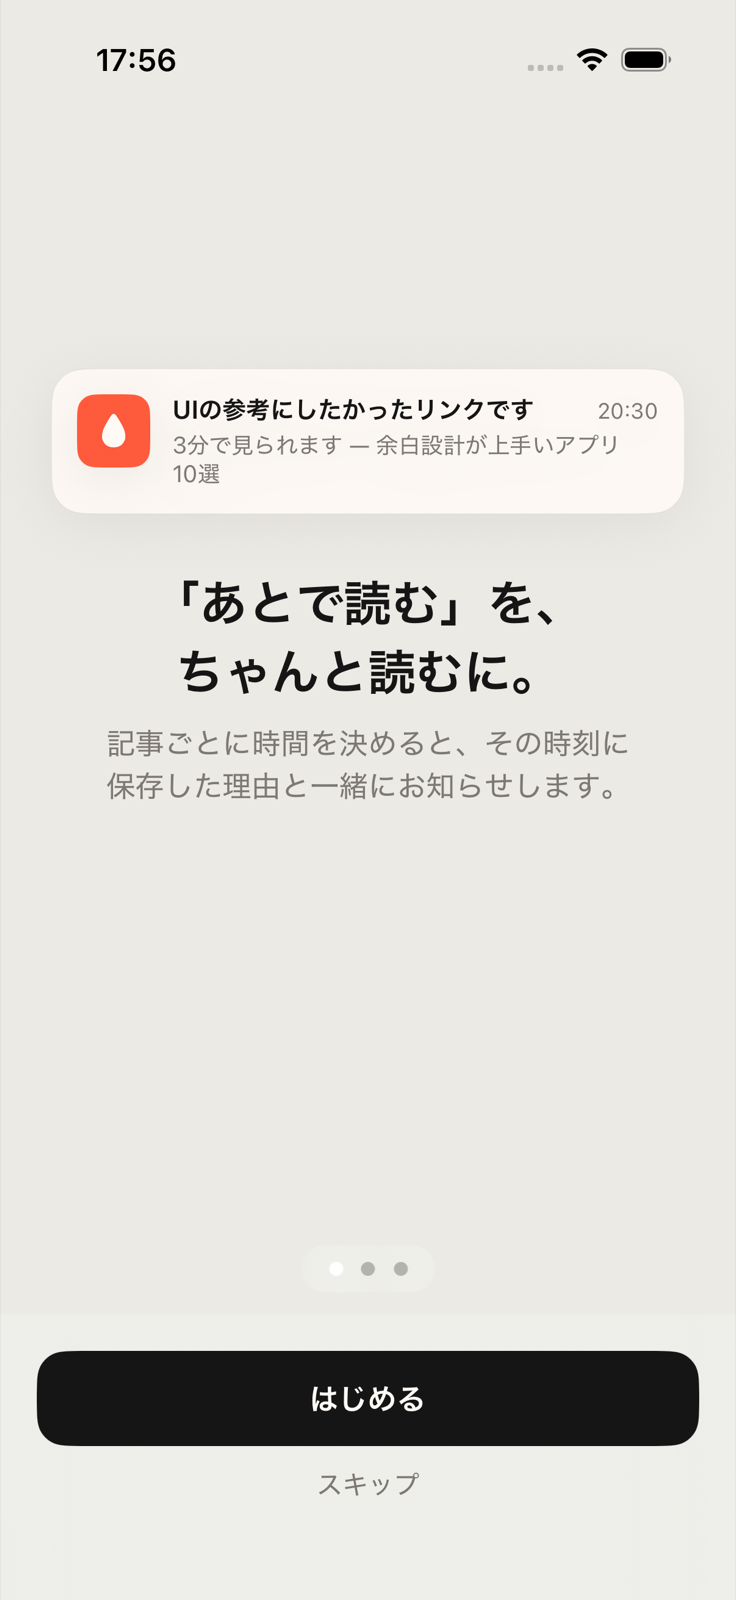 17:56
UIの参考にしたかったリンクです 20:30
3分で見られます — 余白設計が上手いアプリ
10選
「あとで読む」を、
ちゃんと読むに。
記事ごとに時間を決めると、その時刻に
保存した理由と一緒にお知らせします。
はじめる
スキップ